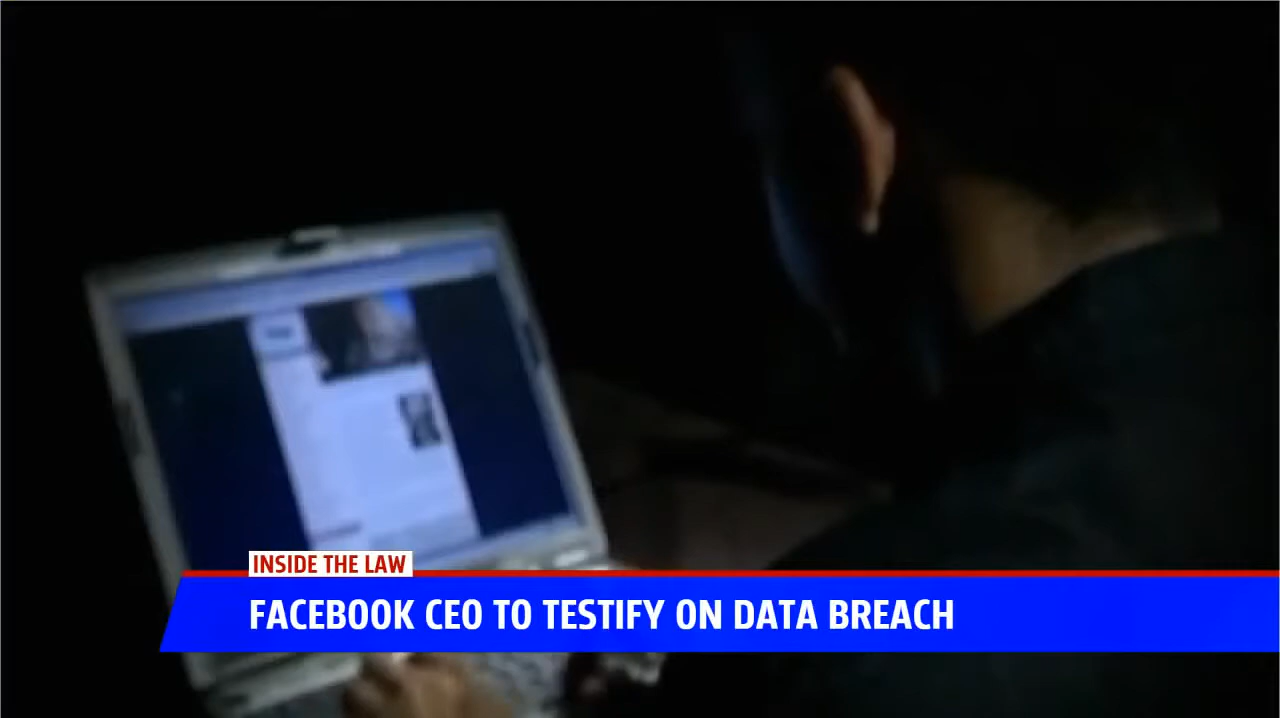 INSIDE THE LAW
FACEBOOK CEO TO TESTIFY ON DATA BREACH